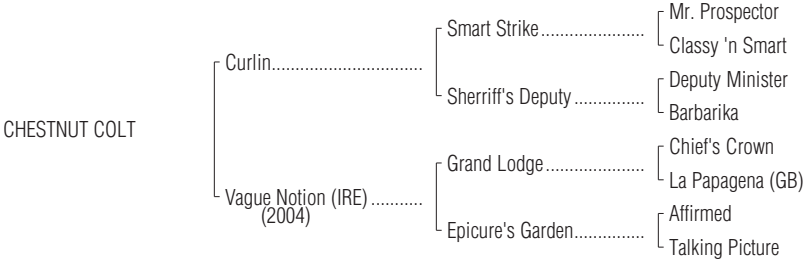 Mr. Prospector
Smart Strike......................
Classy 'n Smart
Curlin................................
Deputy Minister
Sherriff's Deputy ...............
Barbarika
CHESTNUT COLT
Chief's Crown
Grand Lodge.....................
La Papagena (GB)
Vague Notion (IRE) ...........
(2004)
Affirmed
Epicure's Garden...............
Talking Picture